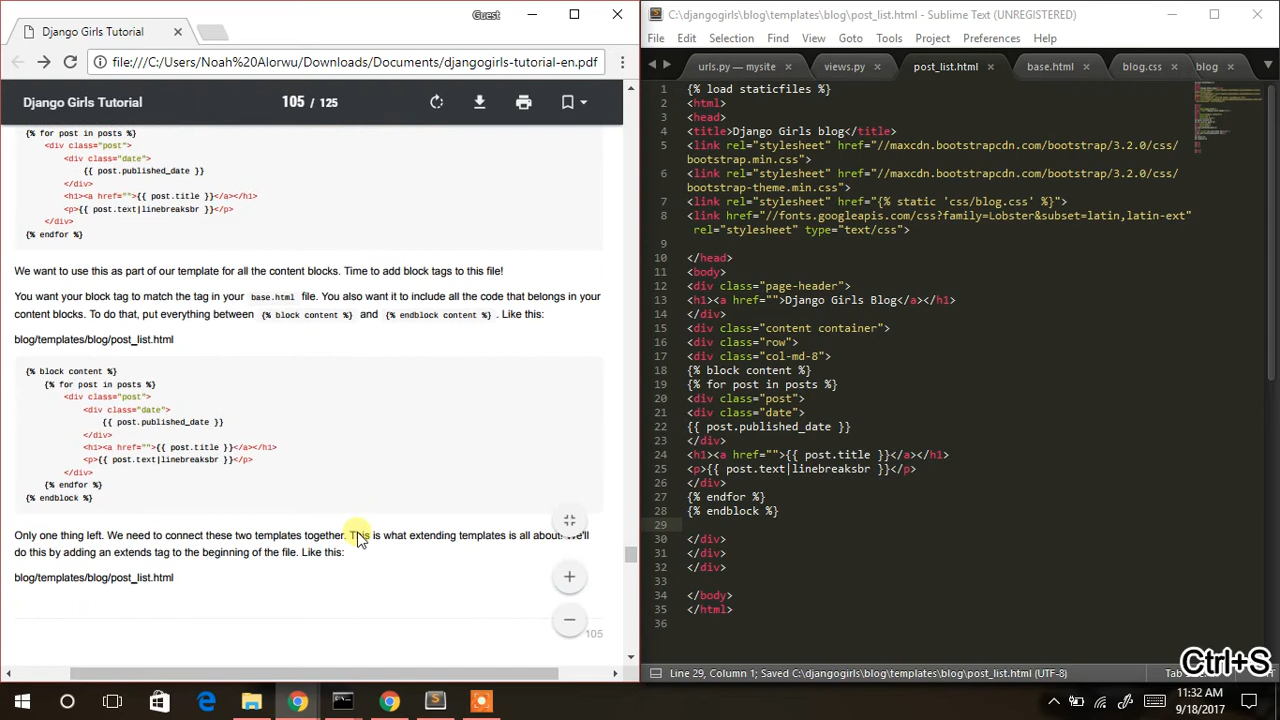 Guest
Django Girls Tutorial
file:///C:/Users/Noah%20Alorwu/Downloads/Documents/djangogirls-tutorial-en.pdf
Django Girls Tutorial
105 / 125
{% for post in posts %}
<div class="post">
<div class="date">
{{ post.published_date }}
</div>
<h1><a href="">{{ post.title }}</a></h1>
<p>{{ post.text|linebreaksbr }}</p>
</div>
{% endfor %}
We want to use this as part of our template for all the content blocks. Time to add block tags to this file!
You want your block tag to match the tag in your base.html file. You also want it to include all the code that belongs in your
content blocks. To do that, put everything between {% block content %} and {% endblock content %} . Like this:
blog/templates/blog/post_list.html
{% block content %}
{% for post in posts %}
<div class="post">
<div class="date">
{{ post.published_date }}
</div>
<h1><a href="">{{ post.title }}</a></h1>
<p>{{ post.text|linebreaksbr }}</p>
</div>
{% endfor %}
{% endblock %}
Only one thing left. We need to connect these two templates together. This is what extending templates is all about! We'll
do this by adding an extends tag to the beginning of the file. Like this:
blog/templates/blog/post_list.html
105
C:\djangogirls\blog\templates\blog\post_list.html - Sublime Text (UNREGISTERED)
File Edit Selection Find View Goto Tools Project Preferences Help
urls.py — mysite views.py post_list.html base.html blog.css blog
1 {% load staticfiles %}
2 <html>
3 <head>
4 <title>Django Girls blog</title>
5 <link rel="stylesheet" href="//maxcdn.bootstrapcdn.com/bootstrap/3.2.0/css/
bootstrap.min.css">
6 <link rel="stylesheet" href="//maxcdn.bootstrapcdn.com/bootstrap/3.2.0/css/
bootstrap-theme.min.css">
7 <link rel="stylesheet" href="{% static 'css/blog.css' %}">
8 <link href="//fonts.googleapis.com/css?family=Lobster&subset=latin,latin-ext"
rel="stylesheet" type="text/css">
9
10 </head>
11 <body>
12 <div class="page-header">
13 <h1><a href="">Django Girls Blog</a></h1>
14 </div>
15 <div class="content container">
16 <div class="row">
17 <div class="col-md-8">
18 {% block content %}
19 {% for post in posts %}
20 <div class="post">
21 <div class="date">
22 {{ post.published_date }}
23 </div>
24 <h1><a href="">{{ post.title }}</a></h1>
25 <p>{{ post.text|linebreaksbr }}</p>
26 </div>
27 {% endfor %}
28 {% endblock %}
29
30 </div>
31 </div>
32 </div>
33
34 </body>
35 </html>
36
Ctrl+S
Line 29, Column 1; Saved C:\djangogirls\blog\templates\blog\post_list.html (UTF-8)
11:32 AM
9/18/2017